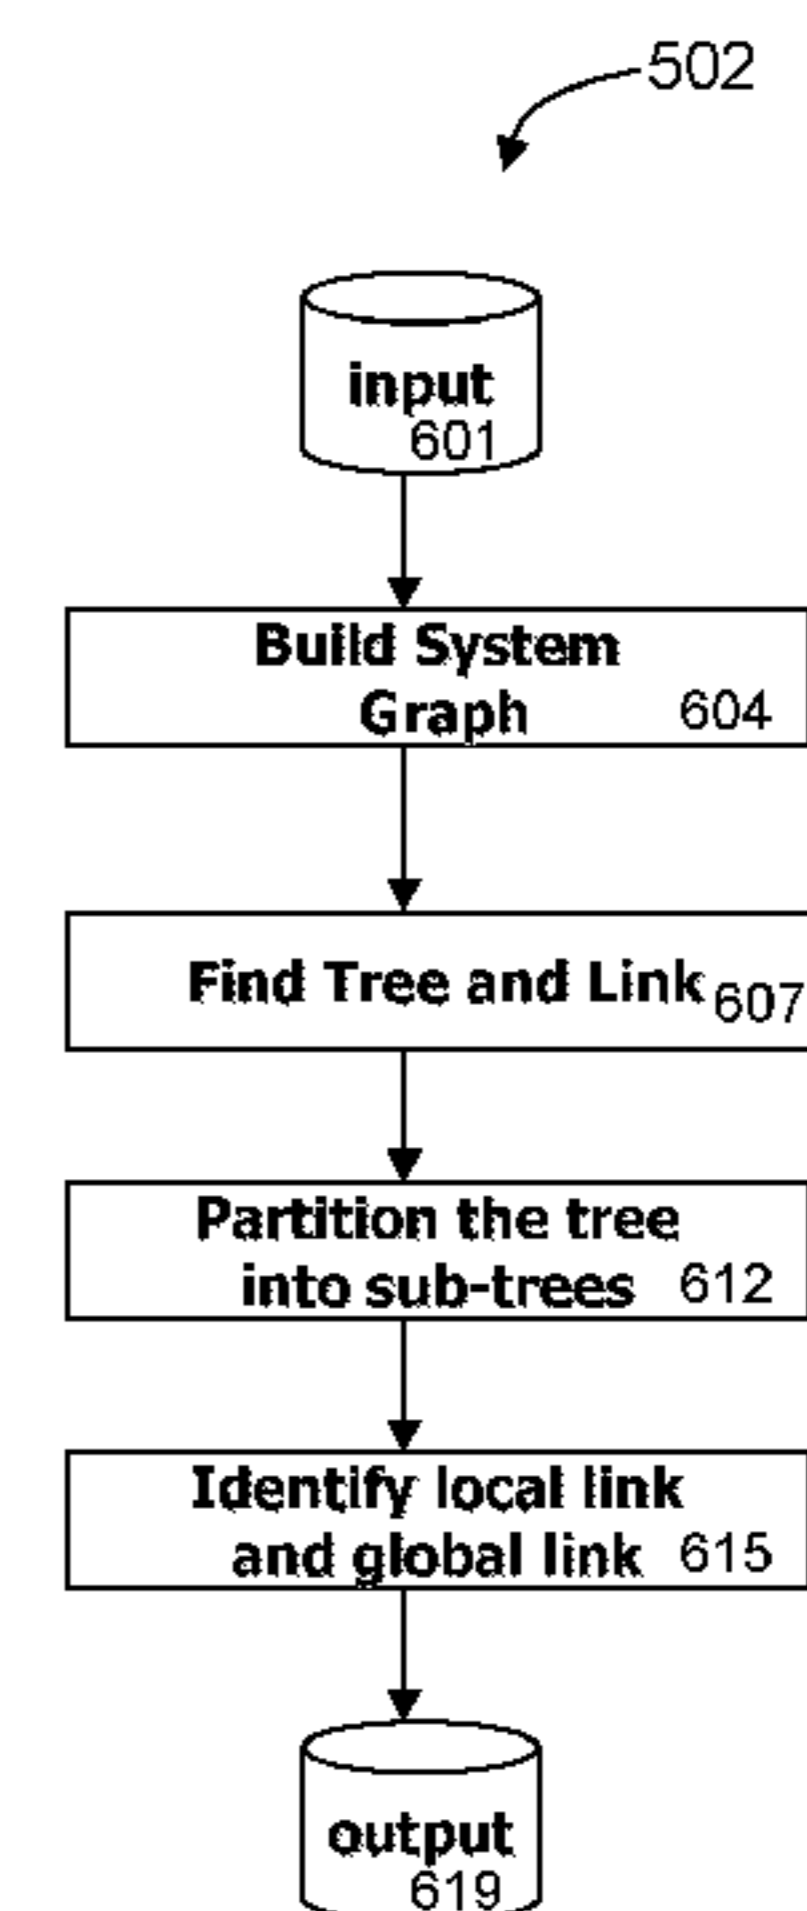 502
input
601
Build System
Graph 604
Find Tree and Link 607
Partition the tree
into sub-trees 612
Identify local link
and global link 615
output
619